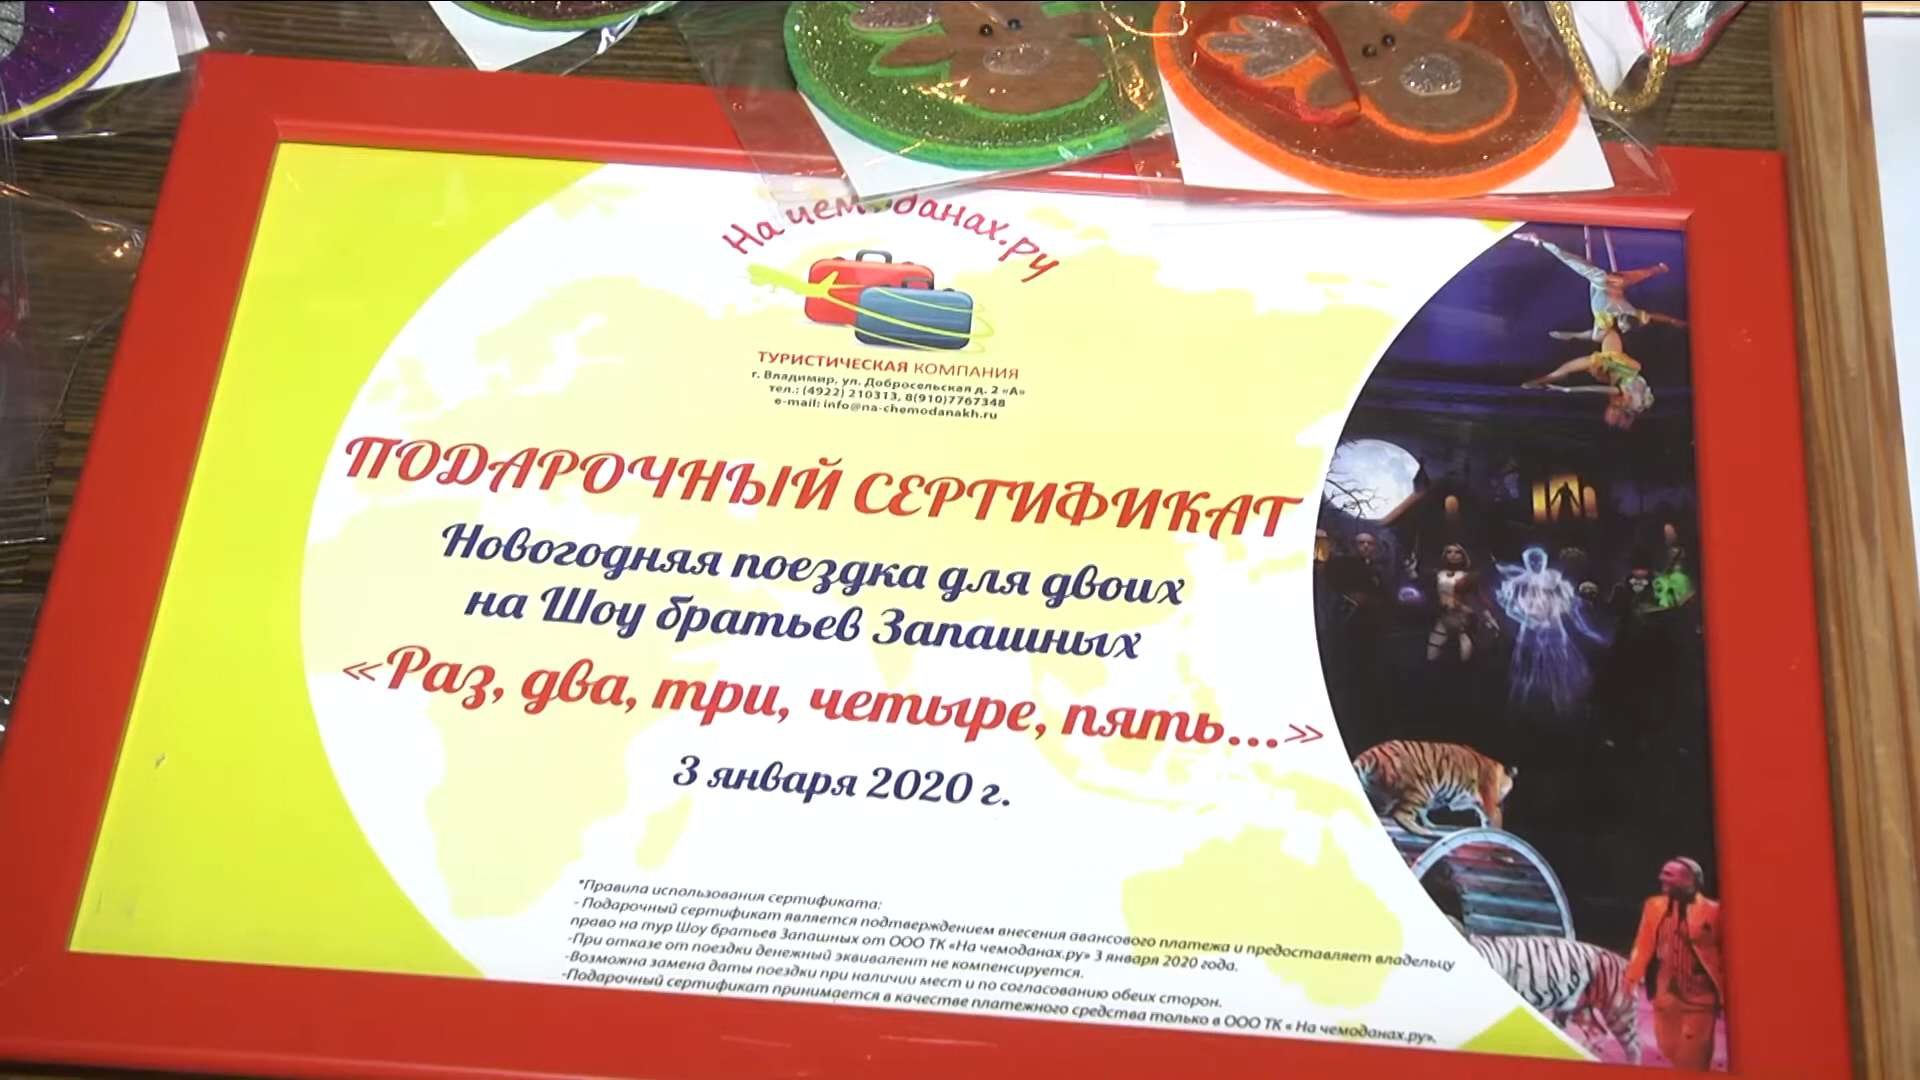 На чемоданах.ру
ТУРИСТИЧЕСКАЯ КОМПАНИЯ
г. Владимир, ул. Добросельская д. 2 «А»
тел.: (4922) 210313, 8(910)7767348
e-mail: info@na-chemodanakh.ru
ПОДАРОЧНЫЙ СЕРТИФИКАТ
Новогодняя поездка для двоих
на Шоу братьев Запашных
«Раз, два, три, четыре, пять...»
3 января 2020 г.
*Правила использования сертификата:
- Подарочный сертификат является подтверждением внесения авансового платежа и предоставляет владельцу
право на тур Шоу братьев Запашных от ООО ТК «На чемоданах.ру» 3 января 2020 года.
-При отказе от поездки денежный эквивалент не компенсируется.
-Возможна замена даты поездки при наличии мест и по согласованию обеих сторон.
-Подарочный сертификат принимается в качестве платежного средства только в ООО ТК « На чемоданах.ру».